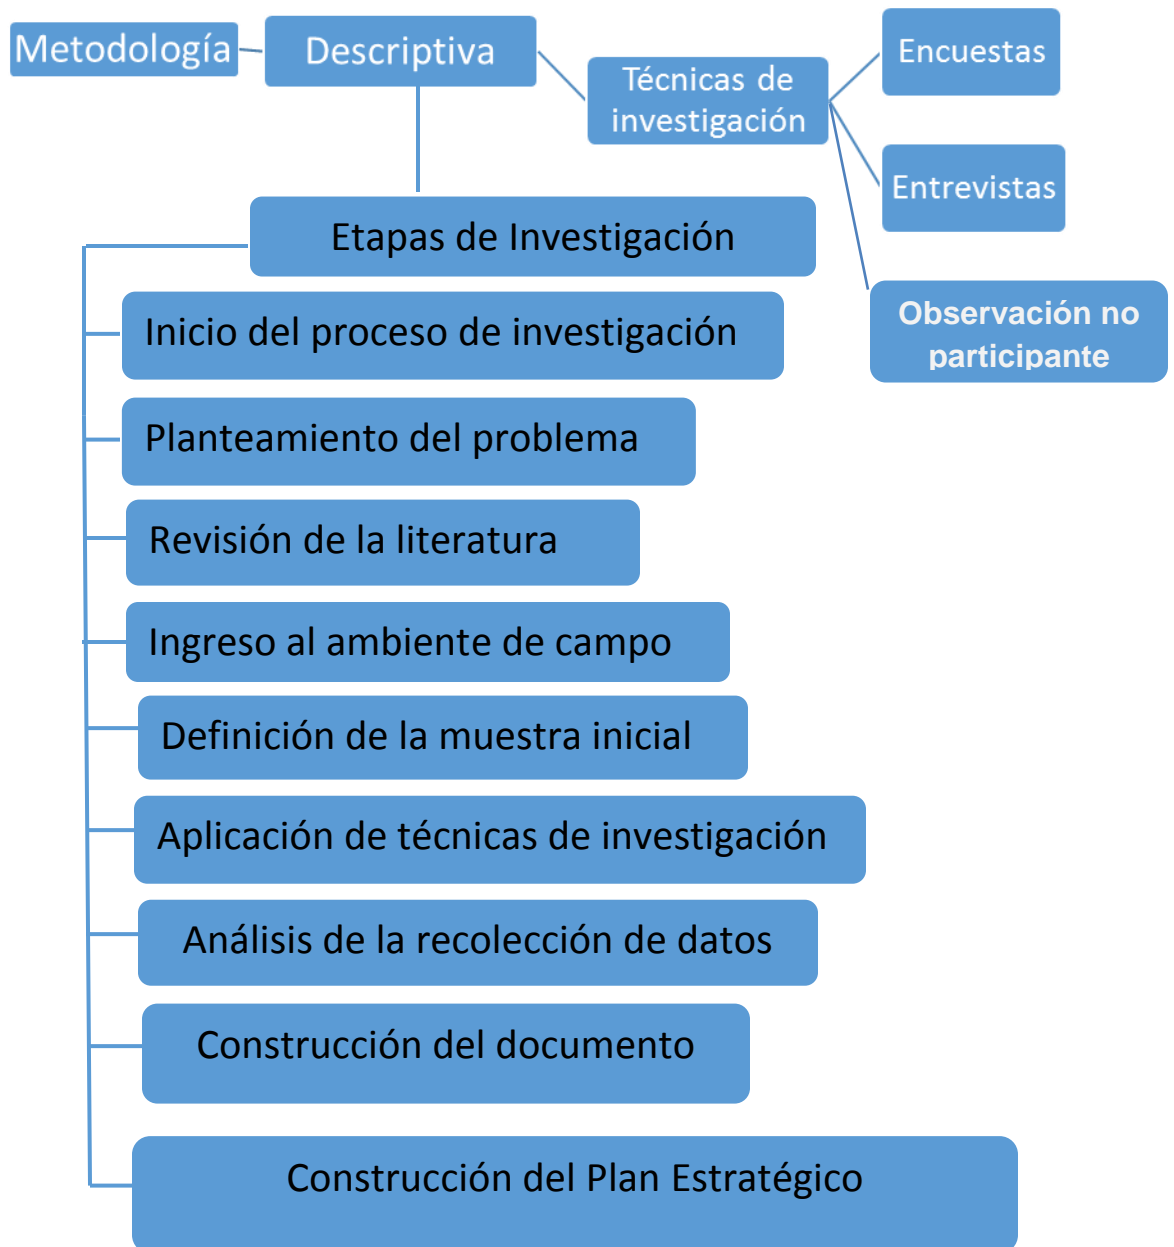 Metodología
Descriptiva
Técnicas de
investigación
Encuestas
Entrevistas
Observación no
participante
Etapas de Investigación
Inicio del proceso de investigación
Planteamiento del problema
Revisión de la literatura
Ingreso al ambiente de campo
Definición de la muestra inicial
Aplicación de técnicas de investigación
Análisis de la recolección de datos
Construcción del documento
Construcción del Plan Estratégico